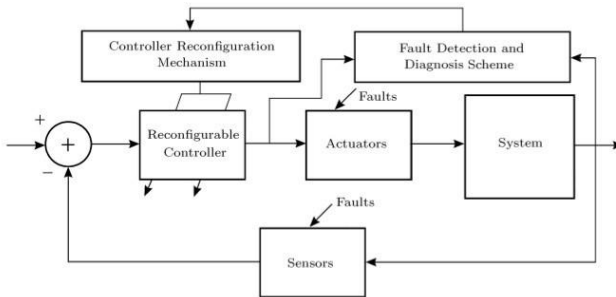 Controller Reconfiguration
Mechanism
Fault Detection and
Diagnosis Scheme
Faults
+
+
−
Reconfigurable
Controller
Actuators
System
Faults
Sensors